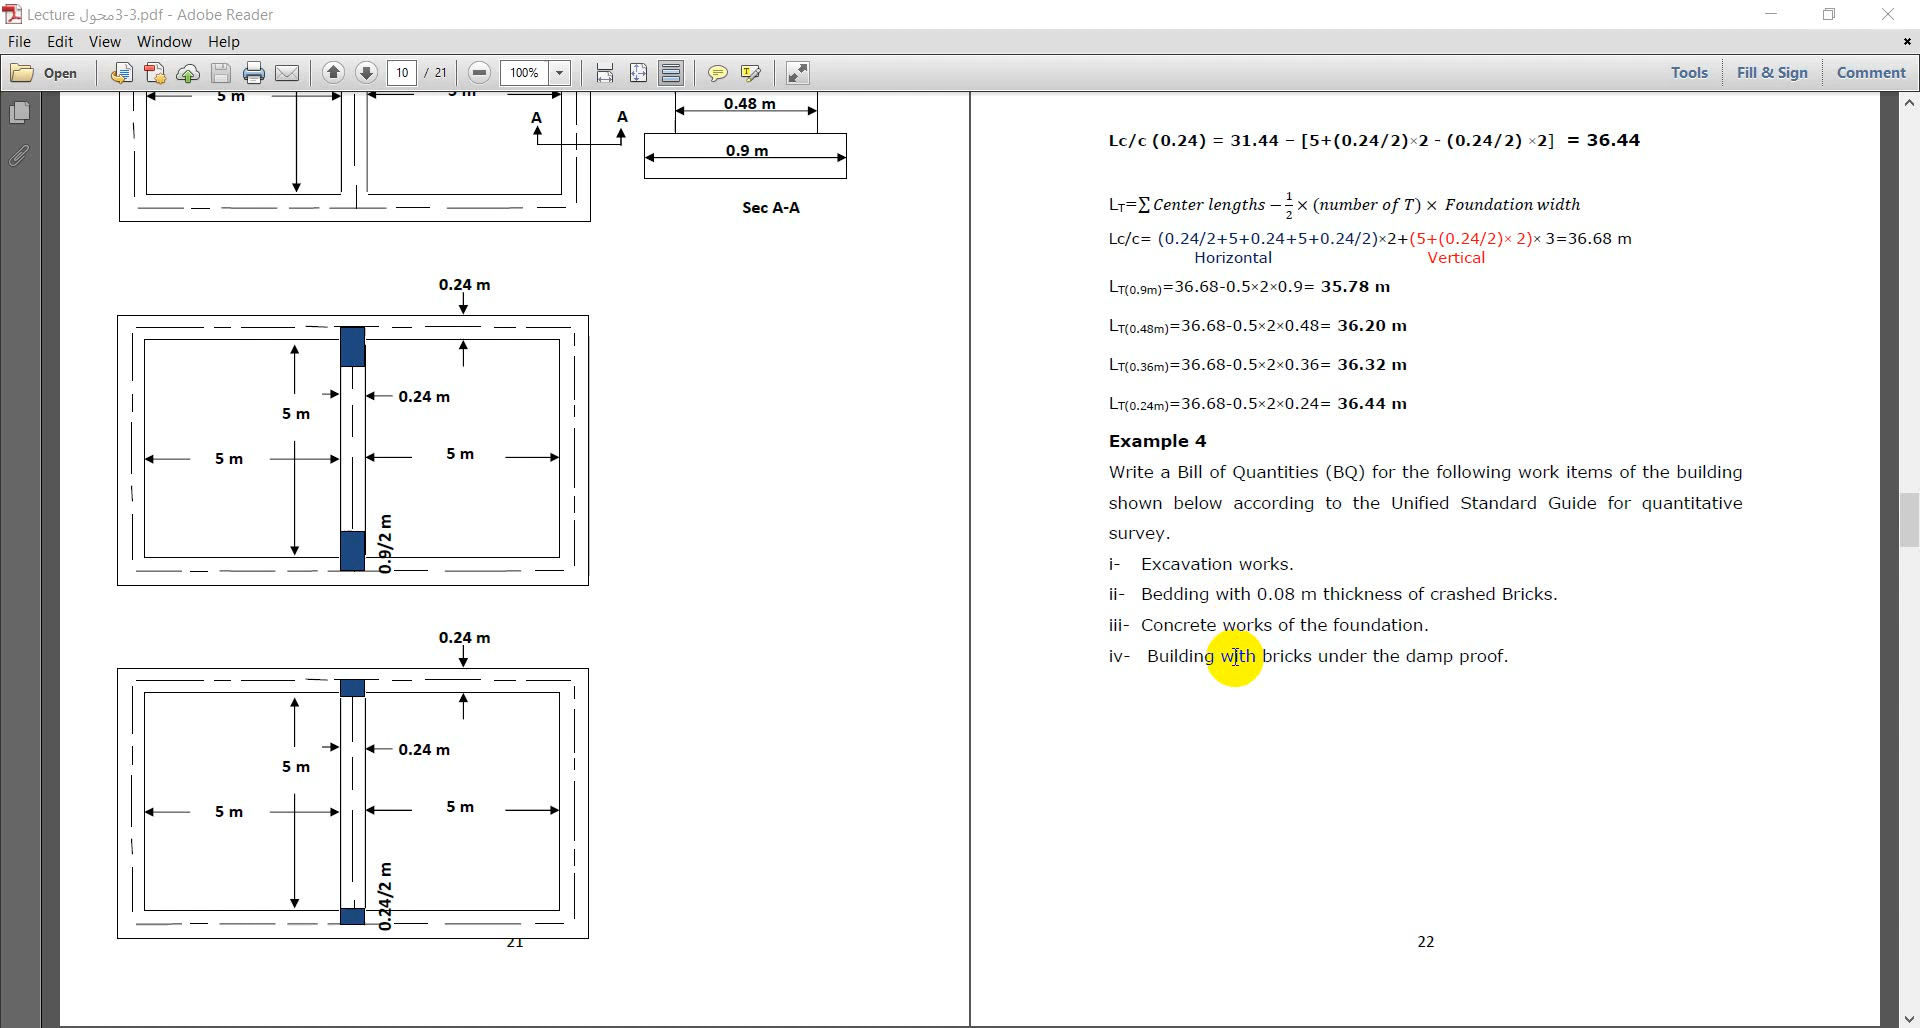 Lecture 3-3محول.pdf - Adobe Reader
File Edit View Window Help
Open 10 / 21 100% Tools Fill & Sign Comment
5 m
5 m
A A
0.48 m
0.9 m
Sec A-A
0.24 m
0.24 m
5 m
5 m
5 m
0.9/2 m
0.24 m
0.24 m
5 m
5 m
5 m
0.24/2 m
21
Lc/c (0.24) = 31.44 – [5+(0.24/2)×2 - (0.24/2) ×2] = 36.44
LT=∑ Center lengths − 1/2 × (number of T) × Foundation width
Lc/c= (0.24/2+5+0.24+5+0.24/2)×2+(5+(0.24/2)× 2)× 3=36.68 m
Horizontal Vertical
LT(0.9m)=36.68-0.5×2×0.9= 35.78 m
LT(0.48m)=36.68-0.5×2×0.48= 36.20 m
LT(0.36m)=36.68-0.5×2×0.36= 36.32 m
LT(0.24m)=36.68-0.5×2×0.24= 36.44 m
Example 4
Write a Bill of Quantities (BQ) for the following work items of the building
shown below according to the Unified Standard Guide for quantitative
survey.
i- Excavation works.
ii- Bedding with 0.08 m thickness of crashed Bricks.
iii- Concrete works of the foundation.
iv- Building with bricks under the damp proof.
22